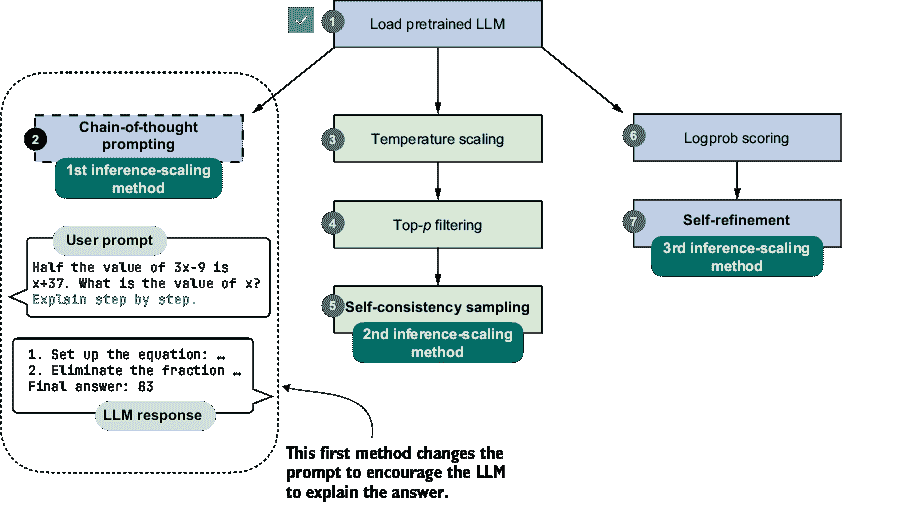 1
Load pretrained LLM
2
Chain-of-thought
prompting
1st inference-scaling
method
User prompt
Half the value of 3x-9 is
x+37. What is the value of x?
Explain step by step.
1. Set up the equation: …
2. Eliminate the fraction …
Final answer: 83
LLM response
This first method changes the
prompt to encourage the LLM
to explain the answer.
3
Temperature scaling
4
Top-p filtering
5
Self-consistency sampling
2nd inference-scaling
method
6
Logprob scoring
7
Self-refinement
3rd inference-scaling
method